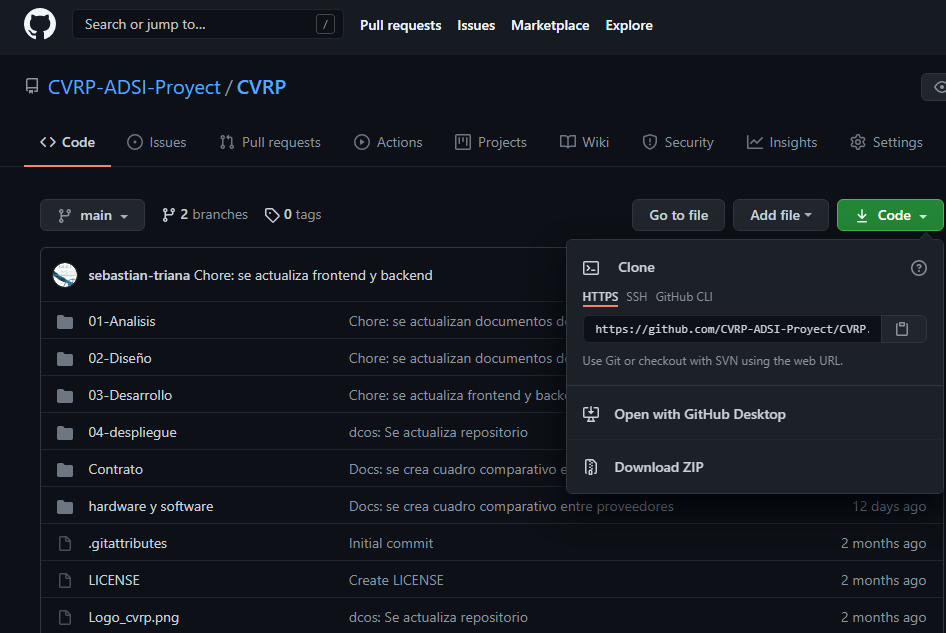 Search or jump to... /
Pull requests Issues Marketplace Explore
CVRP-ADSI-Proyect / CVRP
Code Issues Pull requests Actions Projects Wiki Security Insights Settings
main 2 branches 0 tags Go to file Add file Code
sebastian-triana Chore: se actualiza frontend y backend
Clone
HTTPS SSH GitHub CLI
https://github.com/CVRP-ADSI-Proyect/CVRP.
Use Git or checkout with SVN using the web URL.
Open with GitHub Desktop
Download ZIP
01-Analisis Chore: se actualizan documentos
02-Diseño Chore: se actualizan documentos
03-Desarrollo Chore: se actualiza frontend y
04-despliegue dcos: Se actualiza repositorio
Contrato Docs: se crea cuadro comparativo
hardware y software Docs: se crea cuadro comparativo entre proveedores 12 days ago
.gitattributes Initial commit 2 months ago
LICENSE Create LICENSE 2 months ago
Logo_cvrp.png dcos: Se actualiza repositorio 2 months ago